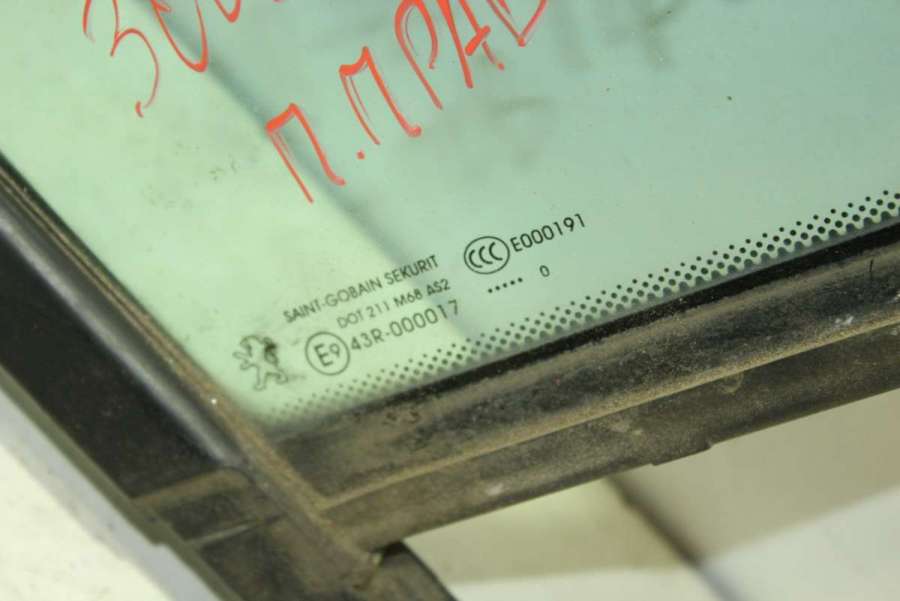 П.ПРАВ
SAINT-GOBAIN SEKURIT
DOT 211 M68 AS2
CCC E000191
E9 43R-000017
••••• 0